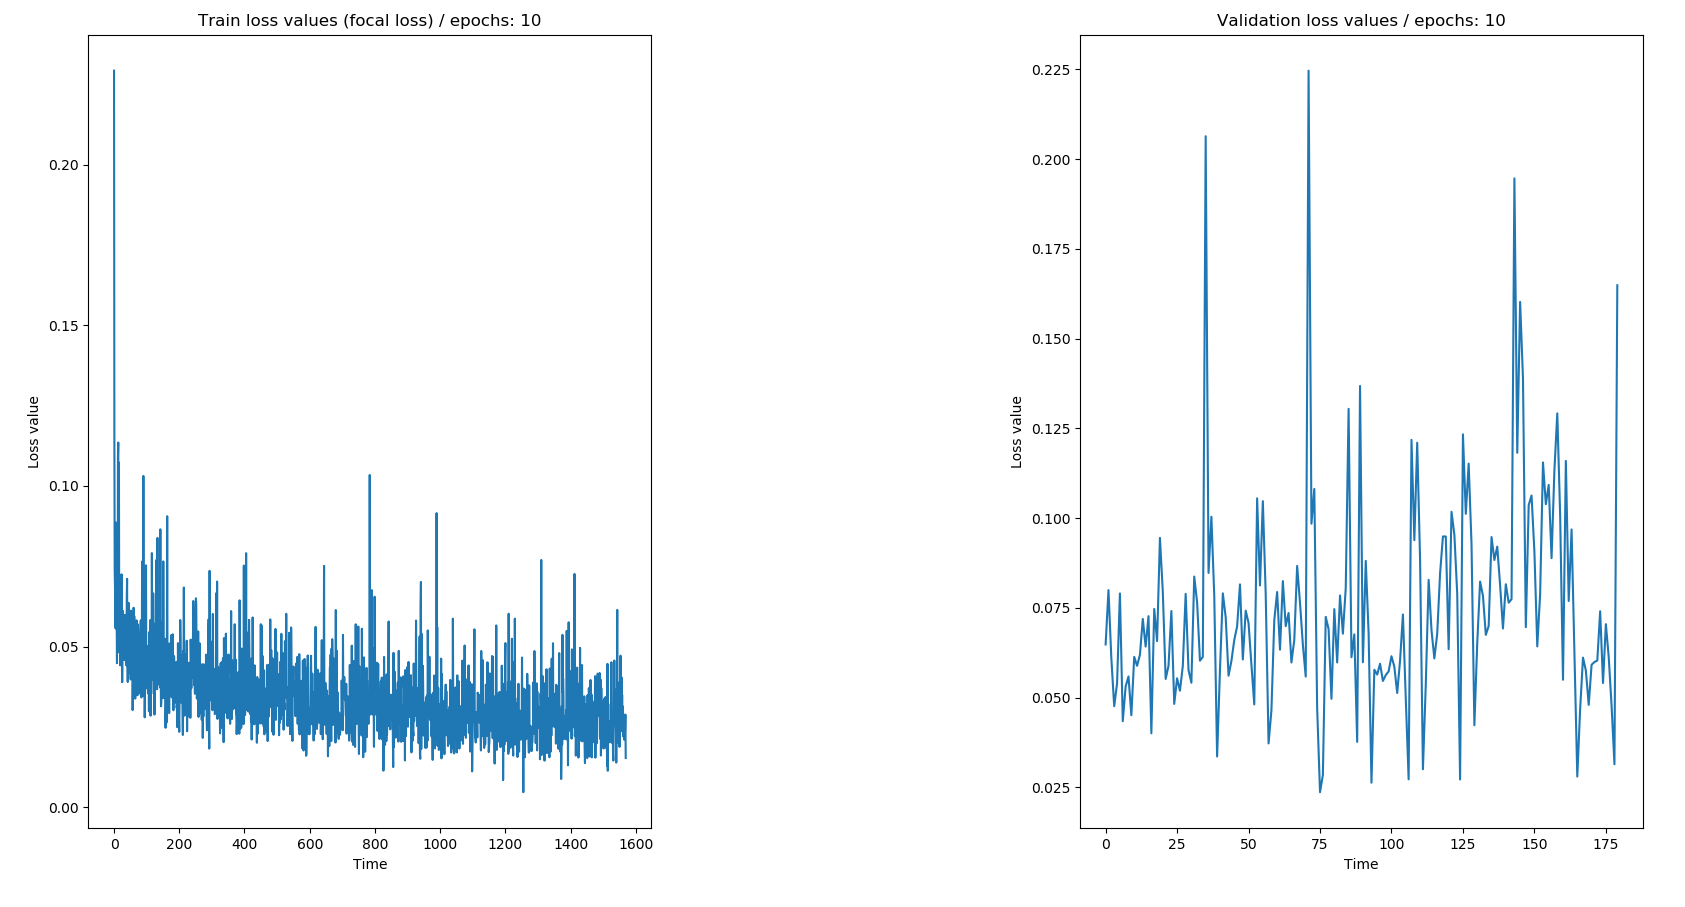 Train loss values (focal loss) / epochs: 10
Loss value
0.20
0.15
0.10
0.05
0.00
0 200 400 600 800 1000 1200 1400 1600
Time
Validation loss values / epochs: 10
Loss value
0.225
0.200
0.175
0.150
0.125
0.100
0.075
0.050
0.025
0 25 50 75 100 125 150 175
Time